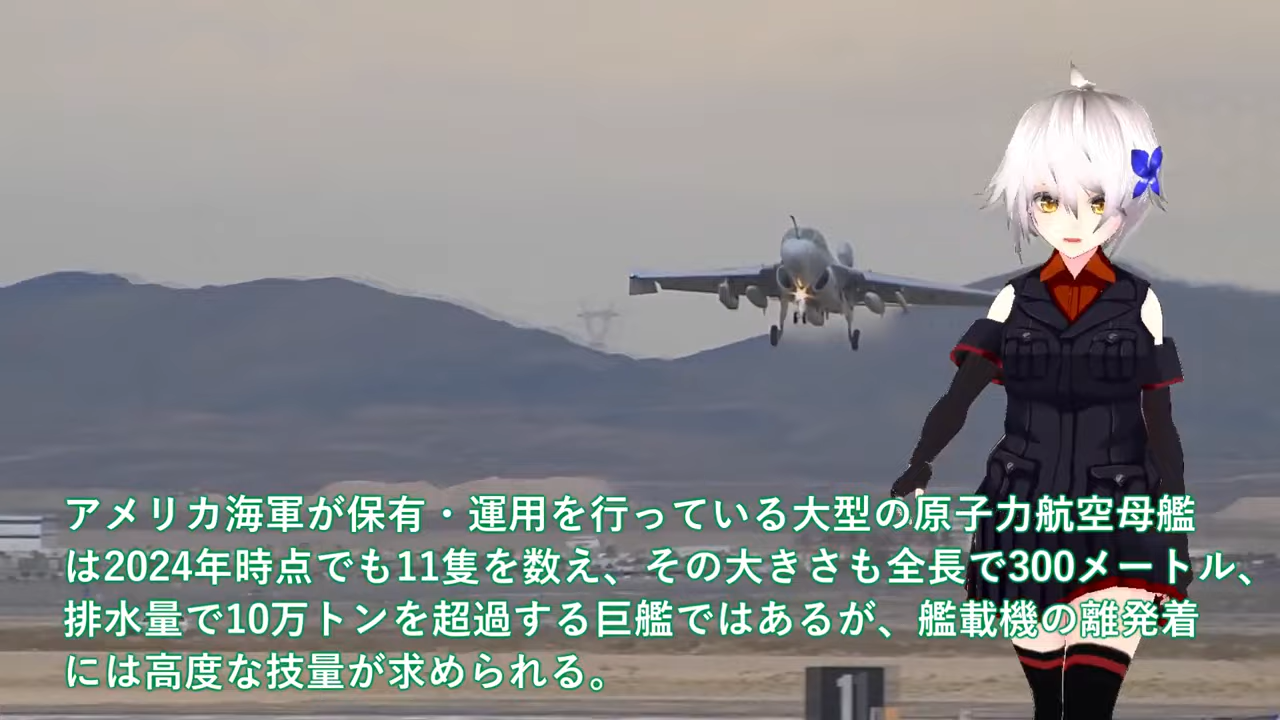 アメリカ海軍が保有・運用を行っている大型の原子力航空母艦
は2024年時点でも11隻を数え、その大きさも全長で300メートル、
排水量で10万トンを超過する巨艦ではあるが、艦載機の離発着
には高度な技量が求められる。
1